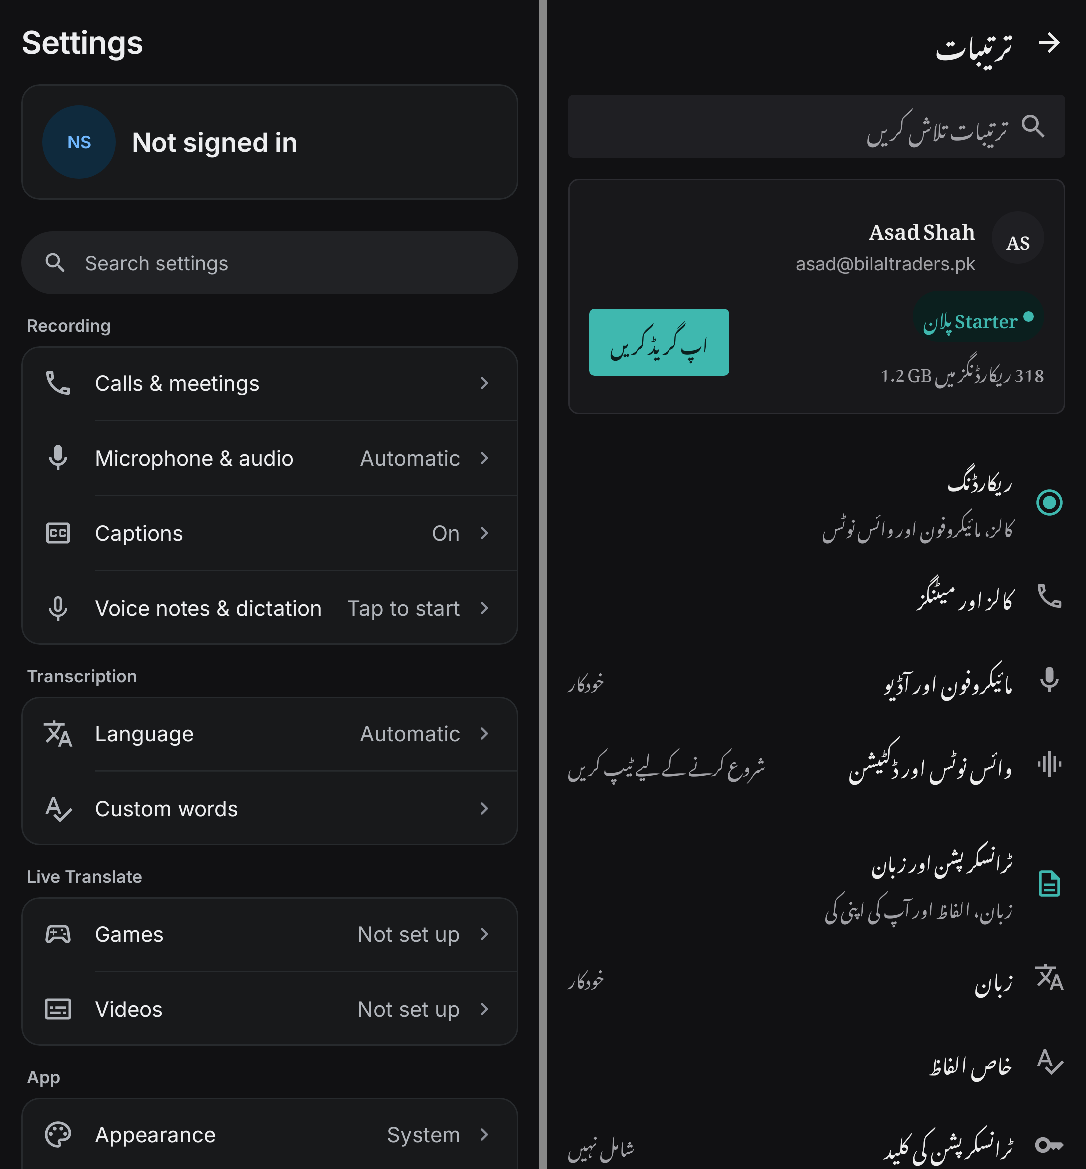 Settings
NS
Not signed in
Search settings
Recording
Calls & meetings
Microphone & audio Automatic
CC Captions On
Voice notes & dictation Tap to start
Transcription
Language Automatic
Custom words
Live Translate
Games Not set up
Videos Not set up
App
Appearance System
ترتیبات
ترتیبات تلاش کریں
AS
Asad Shah
asad@bilaltraders.pk
Starter پلان
اپ گریڈ کریں
318 ریکارڈنگز میں 1.2 GB
ریکارڈنگ
کالز، مائیکروفون اور وائس نوٹس
کالز اور میٹنگز
مائیکروفون اور آڈیو خودکار
وائس نوٹس اور ڈکٹیشن شروع کرنے کے لیے ٹیپ کریں
ٹرانسکرپشن اور زبان
زبان، الفاظ اور آپ کی اپنی کی
زبان خودکار
خاص الفاظ
ٹرانسکرپشن کی کلید شامل نہیں